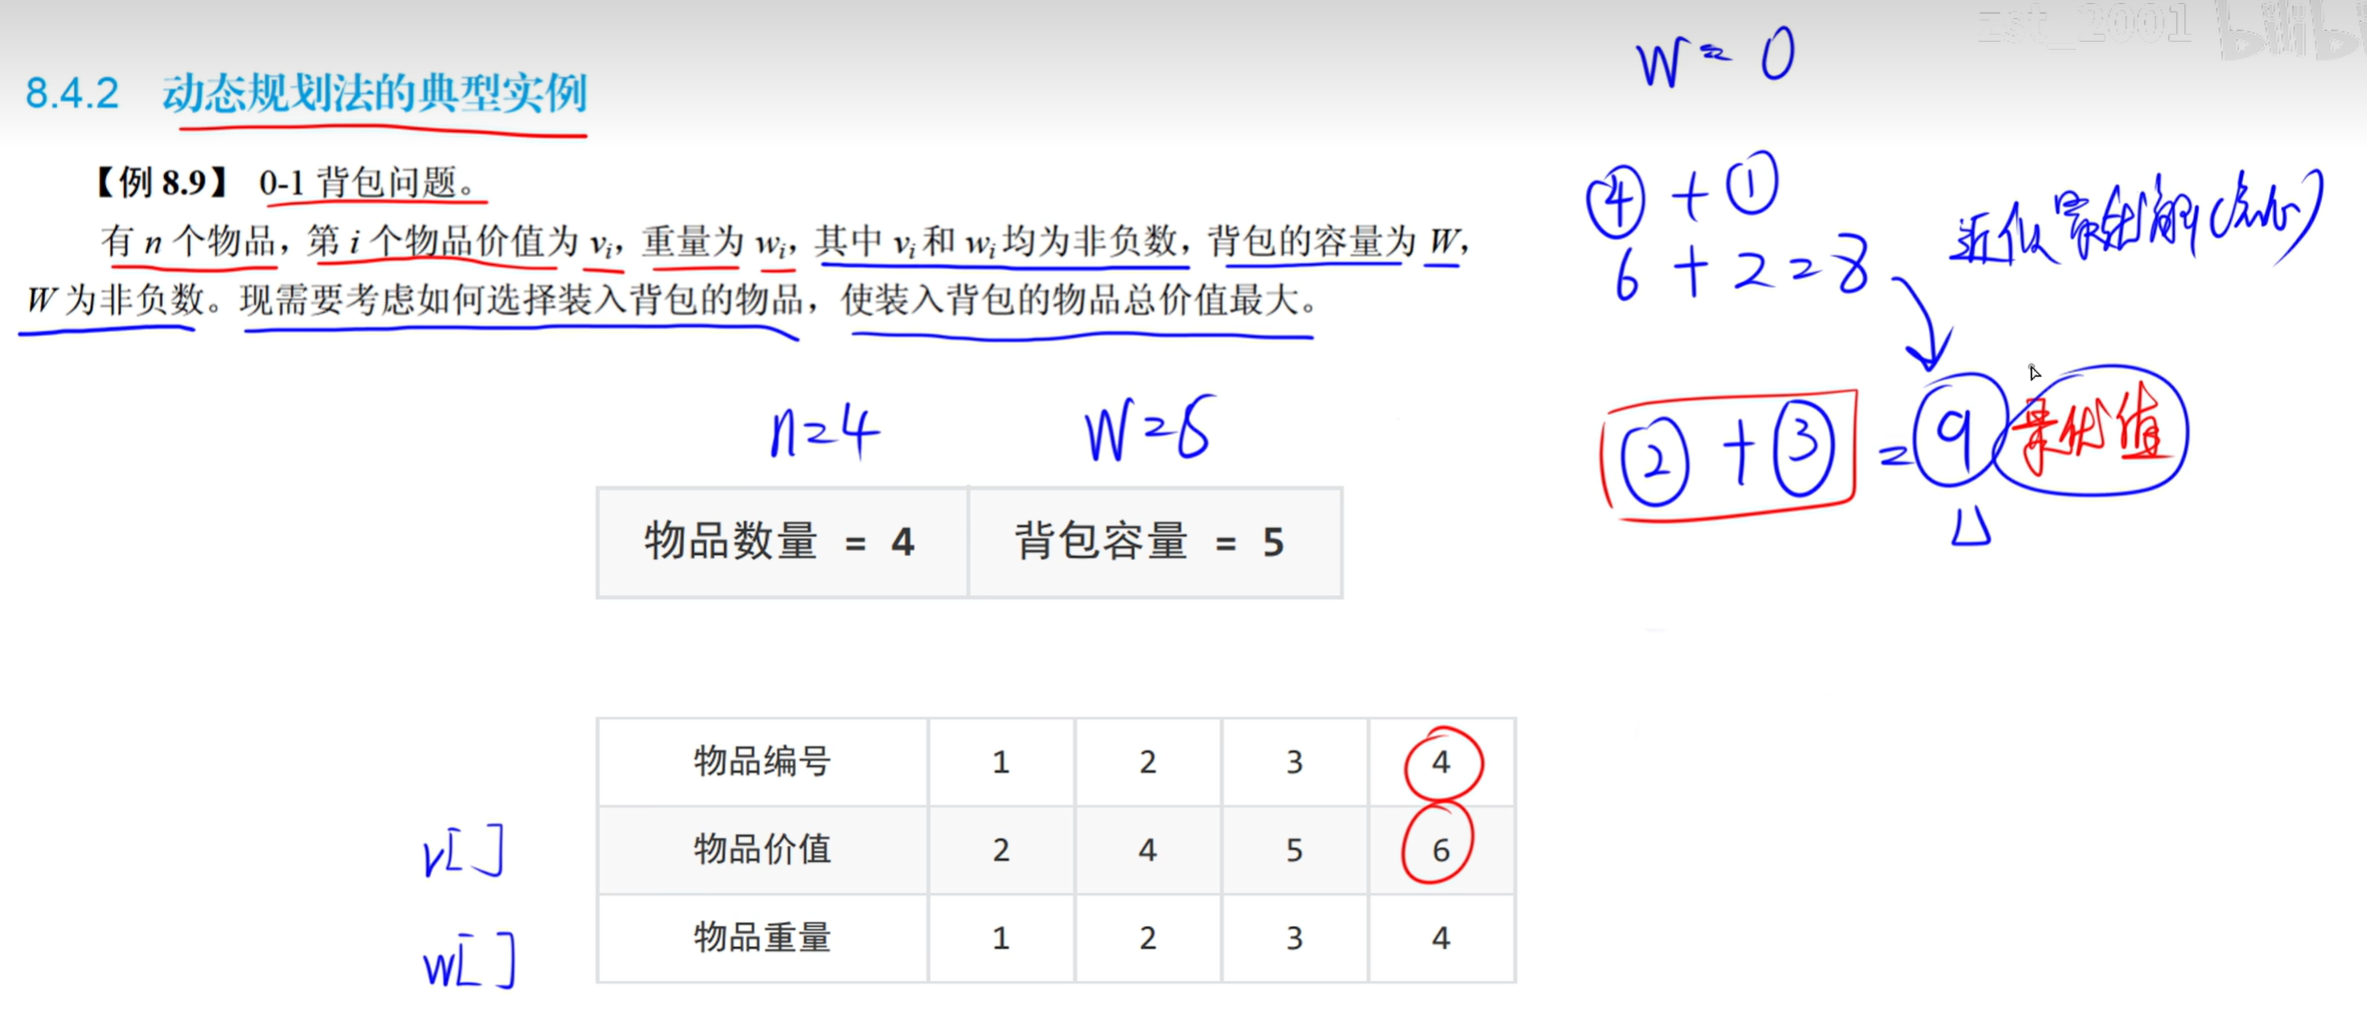 zst_2001 bilibi
W = 0
8.4.2 动态规划法的典型实例
【例 8.9】 0-1 背包问题。
有 n 个物品，第 i 个物品价值为 vi，重量为 wi，其中 vi 和 wi 均为非负数，背包的容量为 W，
W 为非负数。现需要考虑如何选择装入背包的物品，使装入背包的物品总价值最大。
④ + ①
6 + 2 = 8
近似最优解
② + ③ = 9 最优值
n=4 W=5
物品数量 = 4 背包容量 = 5
物品编号 1 2 3 4
v[ ] 物品价值 2 4 5 6
w[ ] 物品重量 1 2 3 4